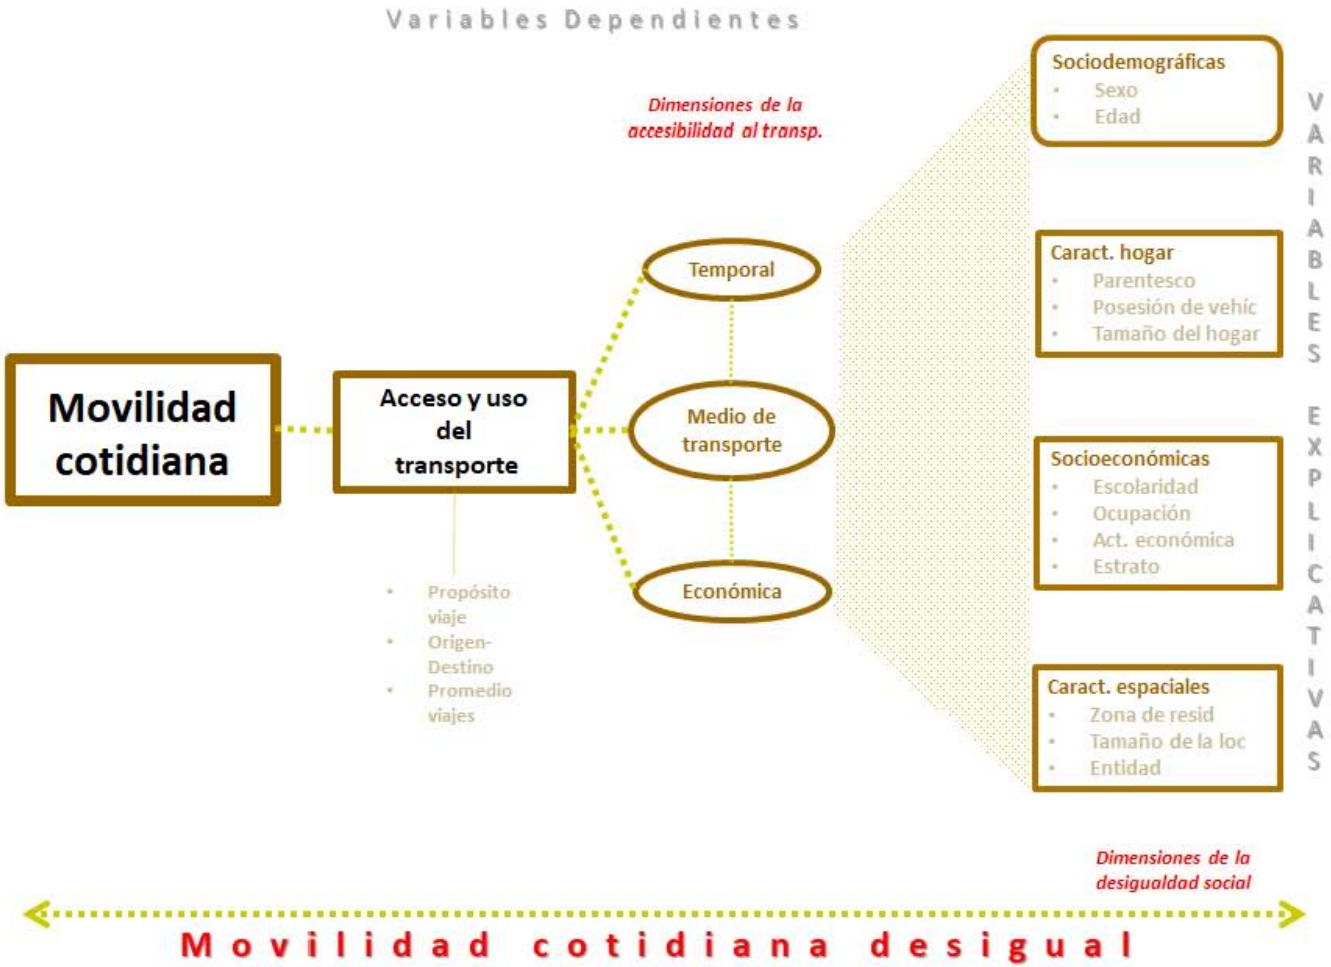 Variables Dependientes
Dimensiones de la
accesibilidad al transp.
Movilidad
cotidiana
Acceso y uso
del
transporte
• Propósito
viaje
• Origen-
Destino
• Promedio
viajes
Temporal
Medio de
transporte
Económica
Sociodemográficas
• Sexo
• Edad
Caract. hogar
• Parentesco
• Posesión de vehíc
• Tamaño del hogar
Socioeconómicas
• Escolaridad
• Ocupación
• Act. económica
• Estrato
Caract. espaciales
• Zona de resid
• Tamaño de la loc
• Entidad
VARIABLES EXPLICATIVAS
Dimensiones de la
desigualdad social
Movilidad cotidiana desigual